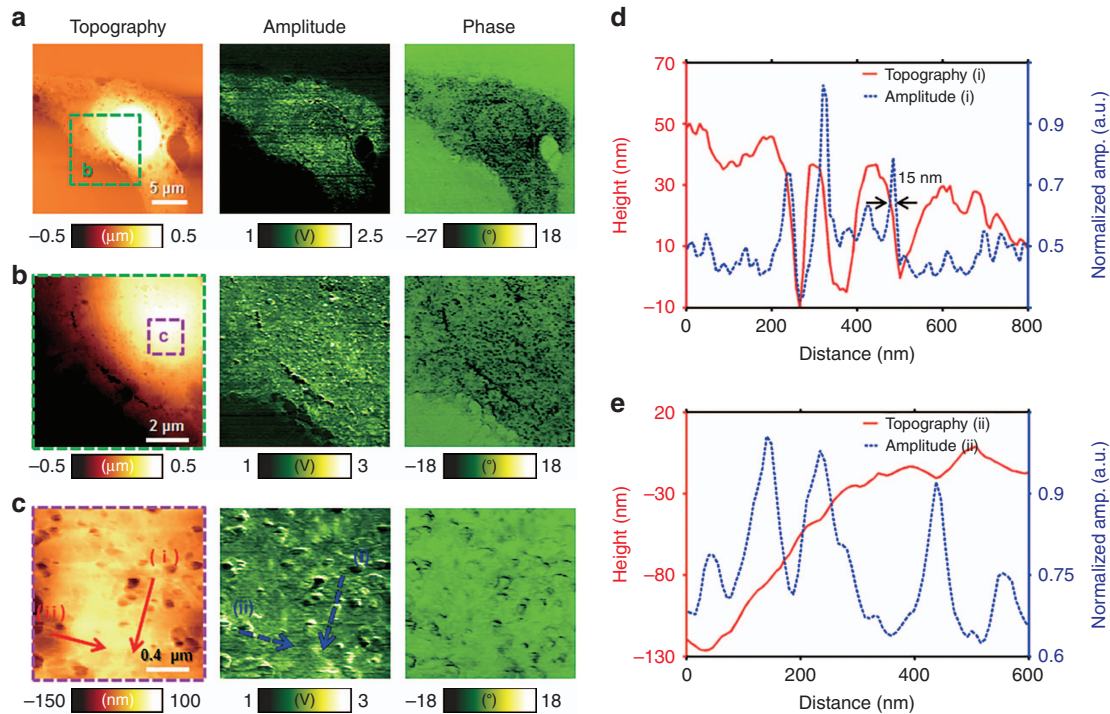 a
Topography
Amplitude
Phase
b
5 μm
–0.5 (μm) 0.5
1 (V) 2.5
–27 (°) 18
b
c
2 μm
–0.5 (μm) 0.5
1 (V) 3
–18 (°) 18
c
(i)
(ii)
0.4 μm
(i)
(ii)
–150 (nm) 100
1 (V) 3
–18 (°) 18
d
Topography (i)
Amplitude (i)
15 nm
Height (nm)
70
50
30
10
–10
Normalized amp. (a.u.)
0.9
0.7
0.5
0 200 400 600 800
Distance (nm)
e
Topography (ii)
Amplitude (ii)
Height (nm)
20
–30
–80
–130
Normalized amp. (a.u.)
1.05
0.9
0.75
0.6
0 200 400 600
Distance (nm)